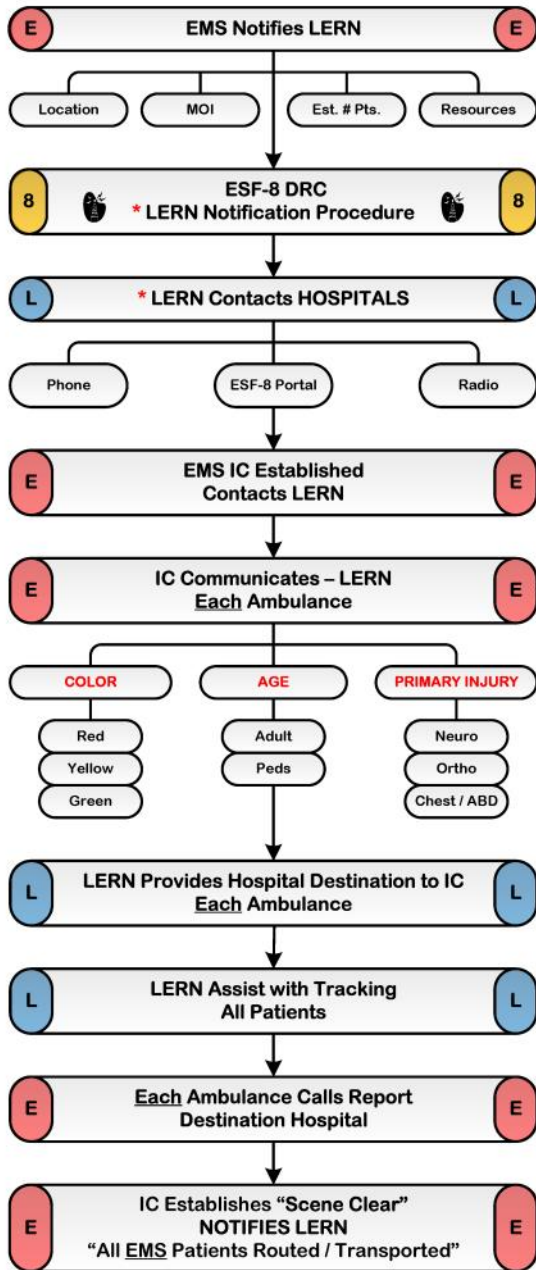 E EMS Notifies LERN E
Location MOI Est. # Pts. Resources
8 ESF-8 DRC 8
* LERN Notification Procedure
L * LERN Contacts HOSPITALS L
Phone ESF-8 Portal Radio
E EMS IC Established E
Contacts LERN
E IC Communicates – LERN E
Each Ambulance
COLOR AGE PRIMARY INJURY
Red Adult Neuro
Yellow Peds Ortho
Green Chest / ABD
L LERN Provides Hospital Destination to IC L
Each Ambulance
L LERN Assist with Tracking L
All Patients
E Each Ambulance Calls Report E
Destination Hospital
IC Establishes “Scene Clear”
E NOTIFIES LERN E
“All EMS Patients Routed / Transported”